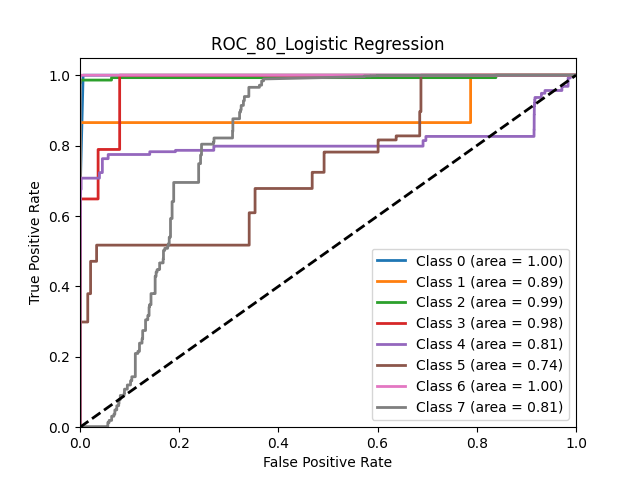 ROC_80_Logistic Regression
True Positive Rate
1.0
0.8
0.6
0.4
0.2
0.0
Class 0 (area = 1.00)
Class 1 (area = 0.89)
Class 2 (area = 0.99)
Class 3 (area = 0.98)
Class 4 (area = 0.81)
Class 5 (area = 0.74)
Class 6 (area = 1.00)
Class 7 (area = 0.81)
0.0 0.2 0.4 0.6 0.8 1.0
False Positive Rate